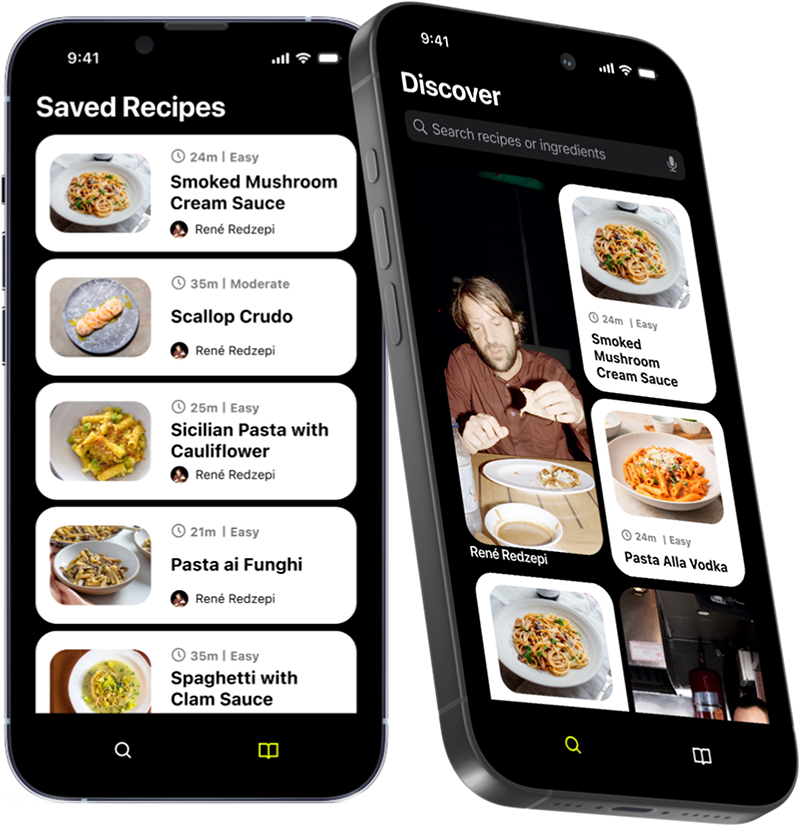 9:41
Saved Recipes
24m | Easy
Smoked Mushroom
Cream Sauce
René Redzepi
35m | Moderate
Scallop Crudo
René Redzepi
25m | Easy
Sicilian Pasta with
Cauliflower
René Redzepi
21m | Easy
Pasta ai Funghi
René Redzepi
35m | Easy
Spaghetti with
Clam Sauce
9:41
Discover
Search recipes or ingredients
René Redzepi
24m | Easy
Smoked
Mushroom
Cream Sauce
24m | Easy
Pasta Alla Vodka